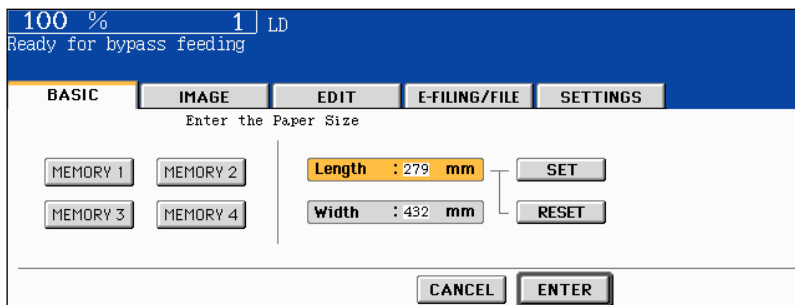 100 % 1 LD
Ready for bypass feeding
BASIC IMAGE EDIT E-FILING/FILE SETTINGS
Enter the Paper Size
MEMORY 1 MEMORY 2 Length : 279 mm SET
MEMORY 3 MEMORY 4 Width : 432 mm RESET
CANCEL ENTER